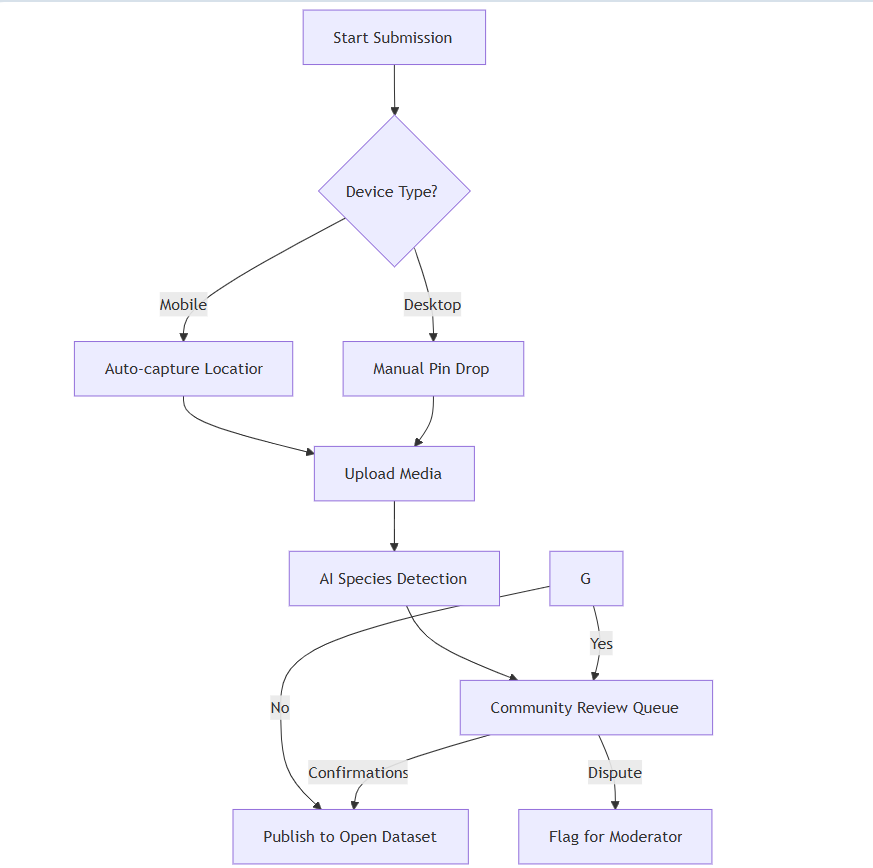 Start Submission
Device Type?
Mobile
Desktop
Auto-capture Location
Manual Pin Drop
Upload Media
AI Species Detection
G
Yes
Community Review Queue
No
Confirmations
Dispute
Publish to Open Dataset
Flag for Moderator